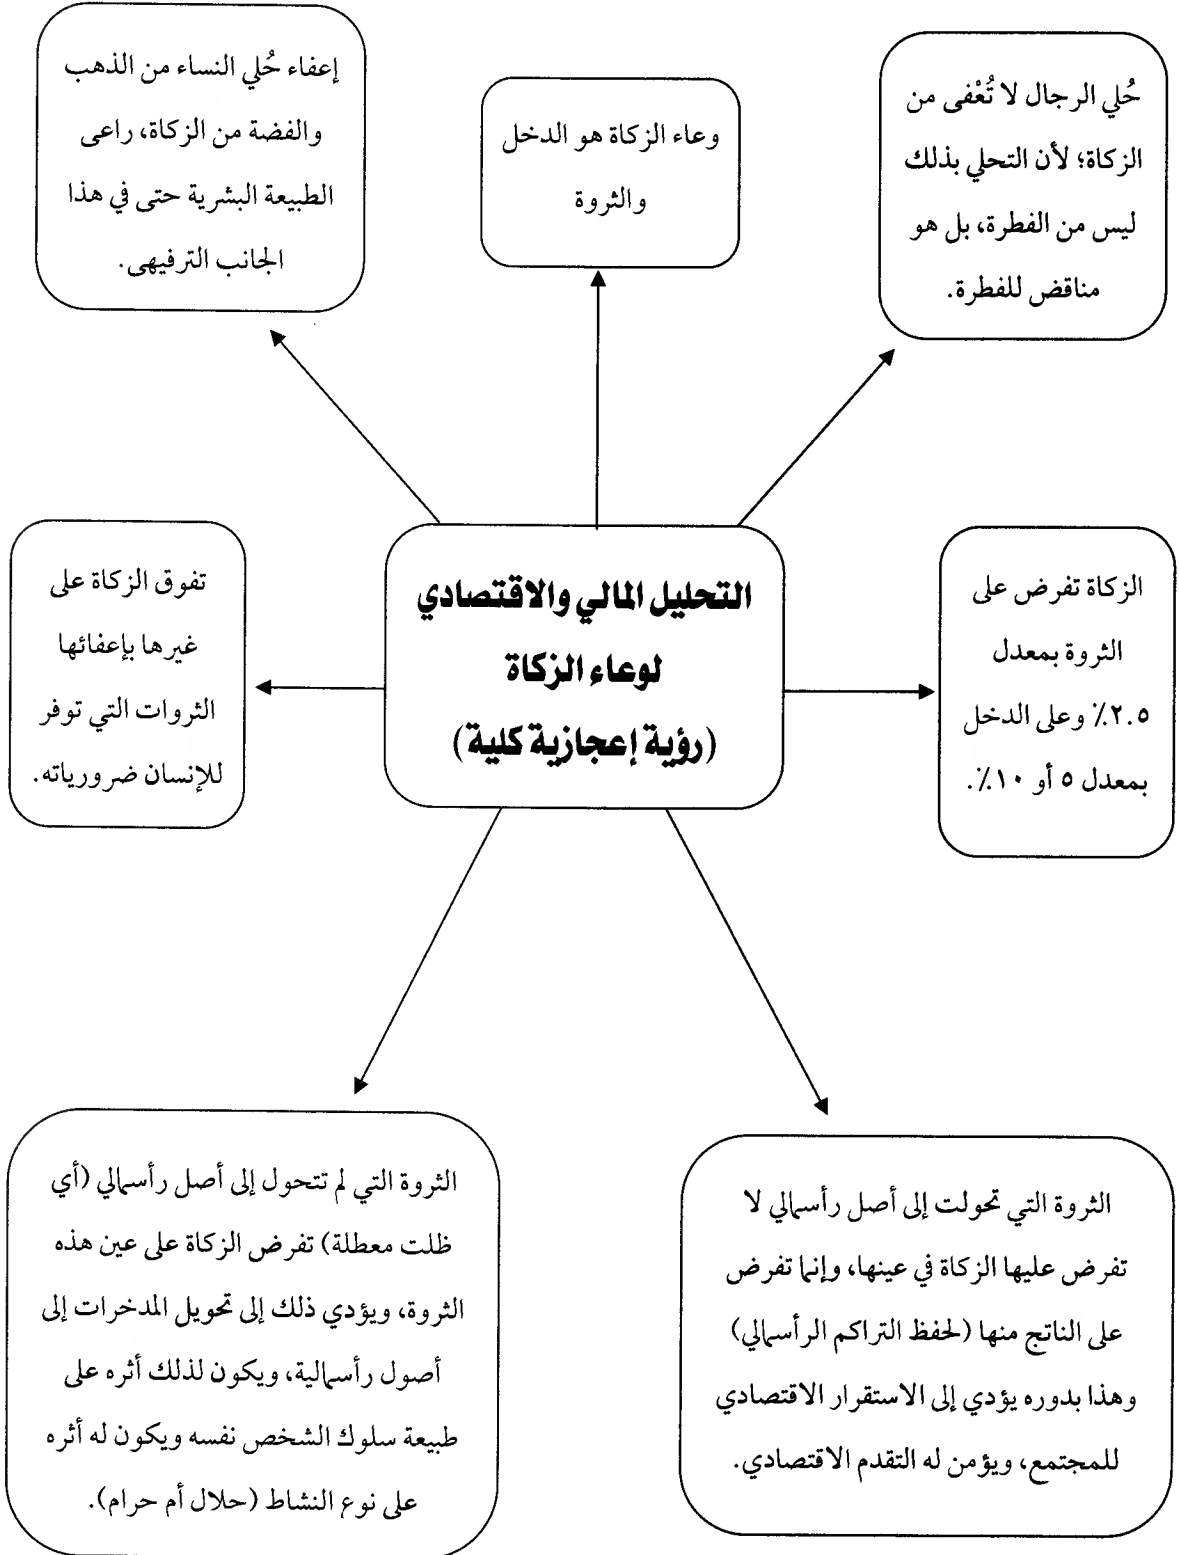 حُلي الرجال لا تُعْفى من
الزكاة؛ لأن التحلي بذلك
ليس من الفطرة، بل هو
مناقض للفطرة.
وعاء الزكاة هو الدخل
والثروة
إعفاء حُلي النساء من الذهب
والفضة من الزكاة، راعى
الطبيعة البشرية حتى في هذا
الجانب الترفيهى.
الزكاة تفرض على
الثروة بمعدل
٢.٥٪ وعلى الدخل
بمعدل ٥ أو ١٠٪.
التحليل المالي والاقتصادي
لوعاء الزكاة
(رؤية إعجازية كلية)
تفوق الزكاة على
غيرها بإعفائها
الثروات التي توفر
للإنسان ضرورياته.
الثروة التي تحولت إلى أصل رأسمالي لا
تفرض عليها الزكاة في عينها، وإنما تفرض
على الناتج منها (لحفظ التراكم الرأسمالي)
وهذا بدوره يؤدي إلى الاستقرار الاقتصادي
للمجتمع، ويؤمن له التقدم الاقتصادي.
الثروة التي لم تتحول إلى أصل رأسمالي (أي
ظلت معطلة) تفرض الزكاة على عين هذه
الثروة، ويؤدي ذلك إلى تحويل المدخرات إلى
أصول رأسمالية، ويكون لذلك أثره على
طبيعة سلوك الشخص نفسه ويكون له أثره
على نوع النشاط (حلال أم حرام).